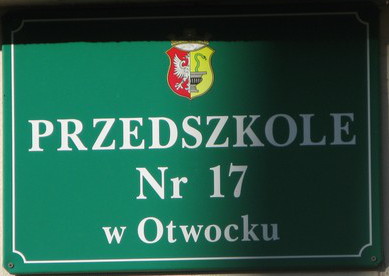 PRZEDSZKOLE
Nr 17
w Otwocku